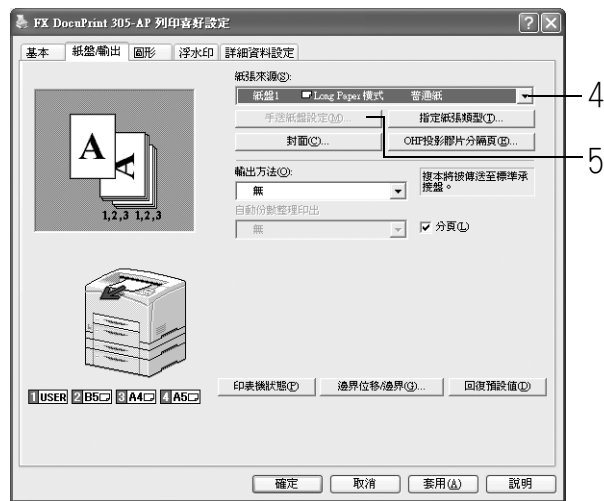 FX DocuPrint 305-AP 列印喜好設定
基本 紙盤/輸出 圖形 浮水印 詳細資料設定
紙張來源(S):
紙盤1 Long Paper 模式 普通紙
4
手送紙盤設定(M)... 指定紙張類型(T)...
5
封面(C)... OHP投影膠片分隔頁(E)...
A A
1,2,3 1,2,3
輸出方法(O):
無
複本將被傳送至標準承接盤。
自動份數整理印出
無
分頁(L)
1 USER 2 B5 3 A4 4 A5
印表機狀態(P) 邊界位移/邊界(G)... 回復預設值(D)
確定 取消 套用(A) 說明